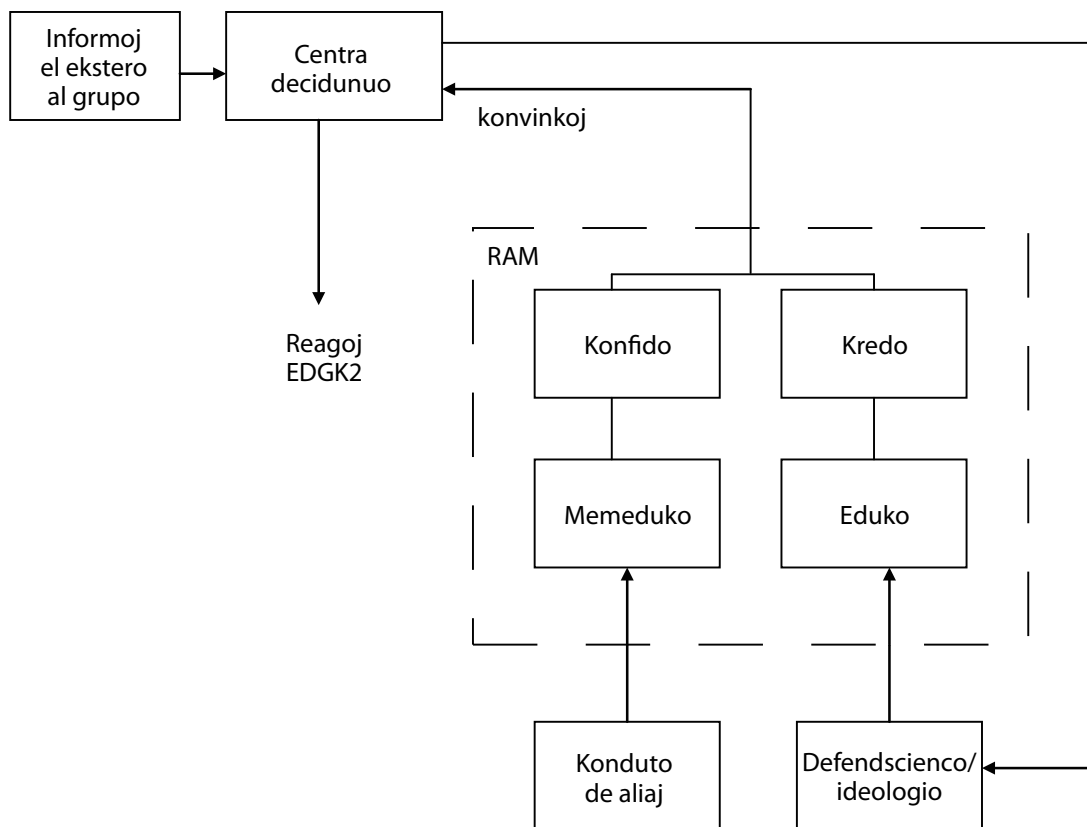 Informoj
el ekstero
al grupo
Centra
decidunuo
konvinkoj
RAM
Konfido
Kredo
Reagoj
EDGK2
Memeduko
Eduko
Konduto
de aliaj
Defendscienco/
ideologio